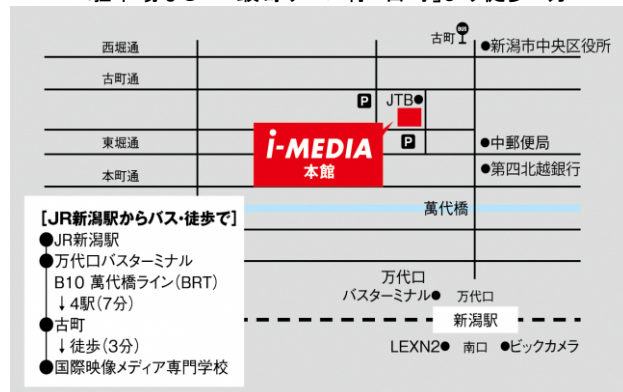 古町
西堀通
●新潟市中央区役所
古町通
P JTB●
東堀通
i-MEDIA
本館
P
●中郵便局
本町通
●第四北越銀行
萬代橋
[JR新潟駅からバス・徒歩で]
●JR新潟駅
●万代口バスターミナル
B10 萬代橋ライン(BRT)
↓4駅(7分)
●古町
↓徒歩(3分)
●国際映像メディア専門学校
万代口
バスターミナル● 万代口
新潟駅
LEXN2● 南口 ●ビックカメラ